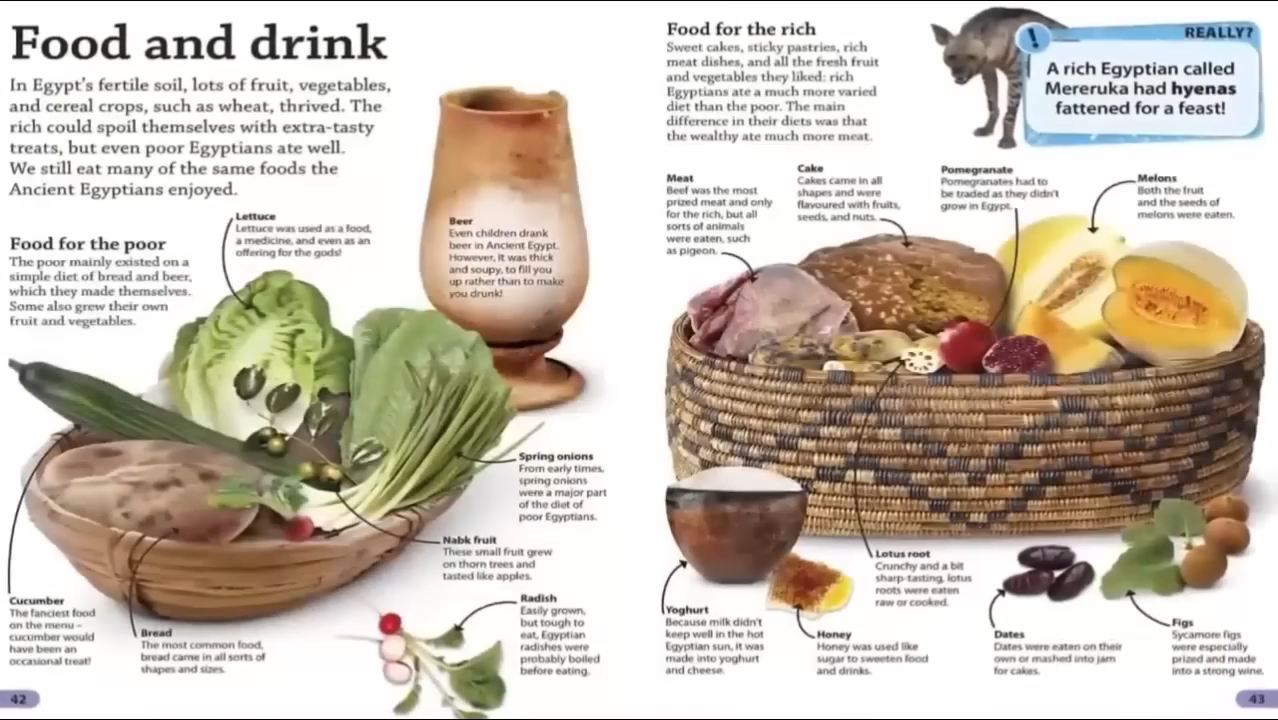 Food and drink
In Egypt's fertile soil, lots of fruit, vegetables,
and cereal crops, such as wheat, thrived. The
rich could spoil themselves with extra-tasty
treats, but even poor Egyptians ate well.
We still eat many of the same foods the
Ancient Egyptians enjoyed.
Food for the poor
The poor mainly existed on a
simple diet of bread and beer,
which they made themselves.
Some also grew their own
fruit and vegetables.
Lettuce
Lettuce was used as a food,
a medicine, and even as an
offering for the gods!
Beer
Even children drank
beer in Ancient Egypt.
However, it was thick
and soupy, to fill you
up rather than to make
you drunk!
Spring onions
From early times,
spring onions
were a major part
of the diet of
poor Egyptians.
Nabk fruit
These small fruit grew
on thorn trees and
tasted like apples.
Cucumber
The fanciest food
on the menu –
cucumber would
have been an
occasional treat!
Bread
The most common food,
bread came in all sorts of
shapes and sizes.
Radish
Easily grown,
but tough to
eat, Egyptian
radishes were
probably boiled
before eating.
42
Food for the rich
Sweet cakes, sticky pastries, rich
meat dishes, and all the fresh fruit
and vegetables they liked: rich
Egyptians ate a much more varied
diet than the poor. The main
difference in their diets was that
the wealthy ate much more meat.
!
REALLY?
A rich Egyptian called
Mereruka had hyenas
fattened for a feast!
Meat
Beef was the most
prized meat and only
for the rich, but all
sorts of animals
were eaten, such
as pigeon.
Cake
Cakes came in all
shapes and were
flavoured with fruits,
seeds, and nuts.
Pomegranate
Pomegranates had to
be traded as they didn't
grow in Egypt.
Melons
Both the fruit
and the seeds of
melons were eaten.
Yoghurt
Because milk didn't
keep well in the hot
Egyptian sun, it was
made into yoghurt
and cheese.
Honey
Honey was used like
sugar to sweeten food
and drinks.
Lotus root
Crunchy and a bit
sharp-tasting, lotus
roots were eaten
raw or cooked.
Dates
Dates were eaten on their
own or mashed into jam
for cakes.
Figs
Sycamore figs
were especially
prized and made
into a strong wine.
43